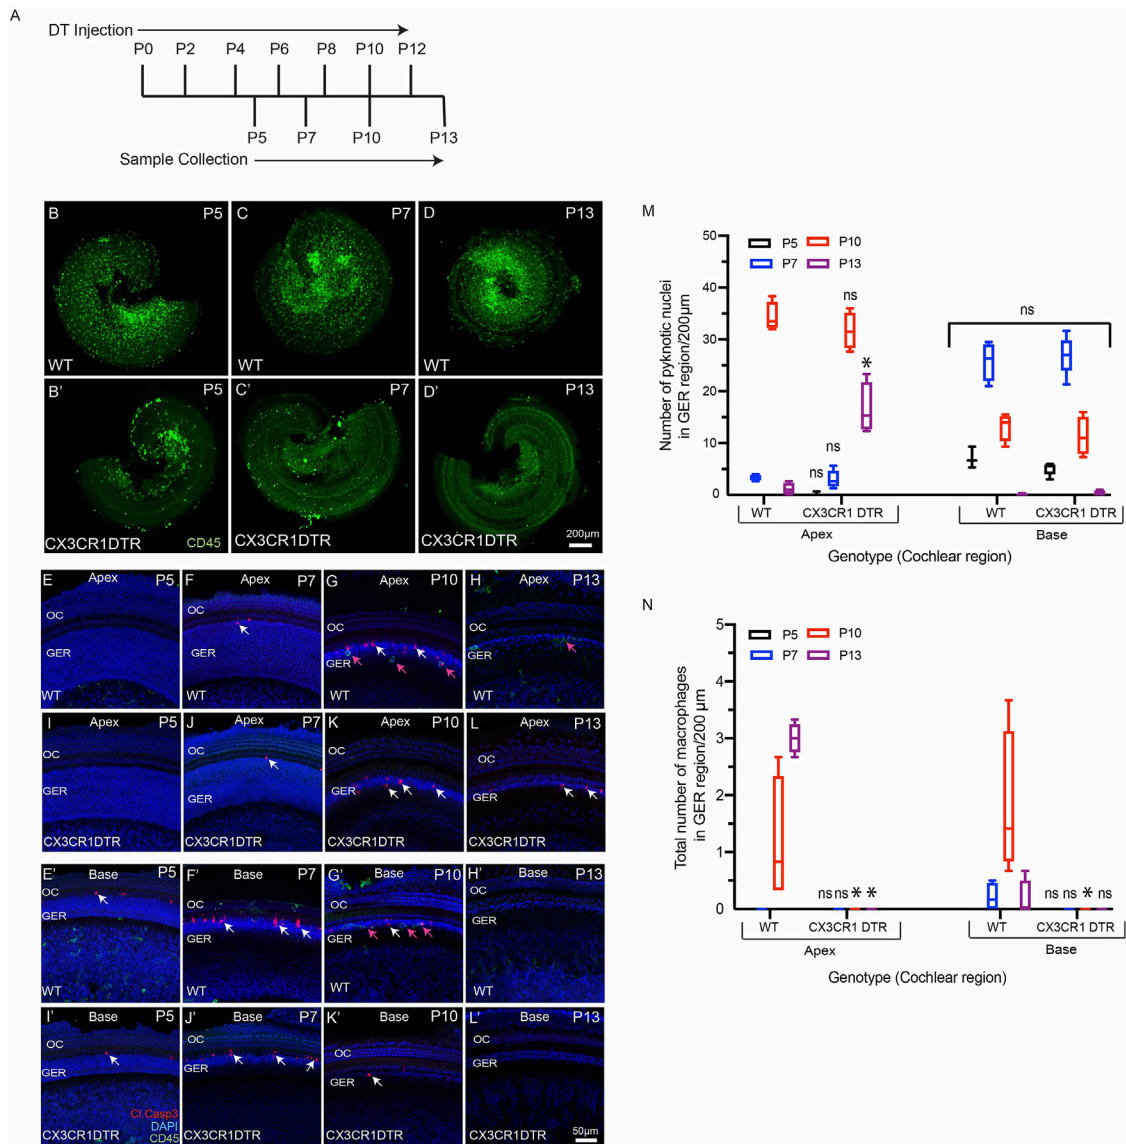 A
DT Injection
P0 P2 P4 P6 P8 P10 P12
P5 P7 P10 P13
Sample Collection
B P5 C P7 D P13
WT WT WT
B' P5 C' P7 D' P13
200µm
CX3CR1DTR CD45 CX3CR1DTR CX3CR1DTR
E Apex P5 F Apex P7 G Apex P10 H Apex P13
OC OC OC OC
GER GER GER GER
WT WT WT WT
I Apex P5 J Apex P7 K Apex P10 L Apex P13
OC OC OC OC
GER GER GER GER
CX3CR1DTR CX3CR1DTR CX3CR1DTR CX3CR1DTR
E' Base P5 F' Base P7 G' Base P10 H' Base P13
OC OC OC OC
GER GER GER GER
WT WT WT WT
I' Base P5 J' Base P7 K' Base P10 L' Base P13
OC OC OC OC
GER GER GER GER
Cl.Casp3
DAPI
CD45
50µm
CX3CR1DTR CX3CR1DTR CX3CR1DTR CX3CR1DTR
M
Number of pyknotic nuclei
in GER region/200µm
50
40
30
20
10
0
P5 P10
P7 P13
ns ns ns * ns
WT CX3CR1 DTR WT CX3CR1 DTR
Apex Base
Genotype (Cochlear region)
N
Total number of macrophages
in GER region/200 µm
5
4
3
2
1
0
P5 P10
P7 P13
ns ns * * ns ns * ns
WT CX3CR1 DTR WT CX3CR1 DTR
Apex Base
Genotype (Cochlear region)